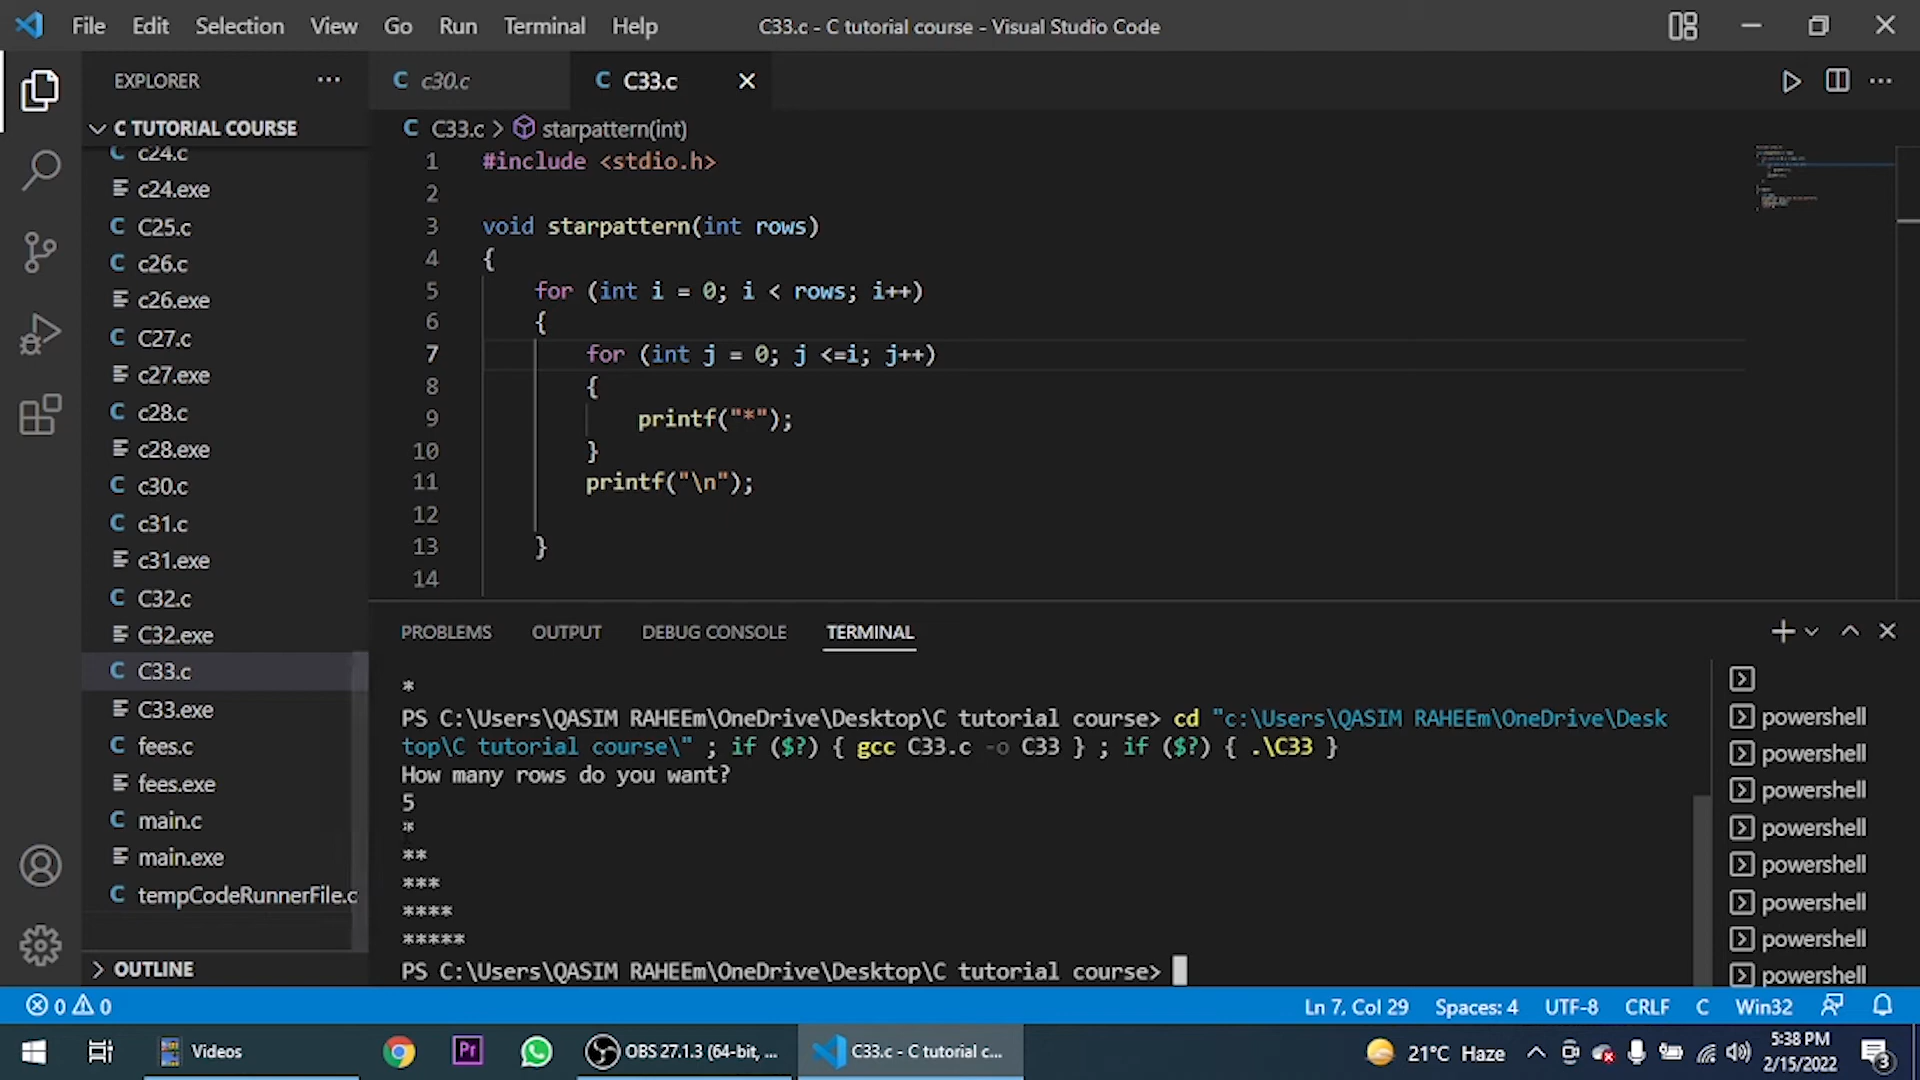 File Edit Selection View Go Run Terminal Help
C33.c - C tutorial course - Visual Studio Code
EXPLORER
C TUTORIAL COURSE
c24.c
c24.exe
C25.c
c26.c
c26.exe
C27.c
c27.exe
c28.c
c28.exe
c30.c
c31.c
c31.exe
C32.c
C32.exe
C33.c
C33.exe
fees.c
fees.exe
main.c
main.exe
tempCodeRunnerFile.c
OUTLINE
c30.c
C33.c
C33.c > starpattern(int)
1 #include <stdio.h>
2
3 void starpattern(int rows)
4 {
5 for (int i = 0; i < rows; i++)
6 {
7 for (int j = 0; j <=i; j++)
8 {
9 printf("*");
10 }
11 printf("\n");
12
13 }
14
PROBLEMS OUTPUT DEBUG CONSOLE TERMINAL
*
PS C:\Users\QASIM RAHEEm\OneDrive\Desktop\C tutorial course> cd "c:\Users\QASIM RAHEEm\OneDrive\Desk
top\C tutorial course\" ; if ($?) { gcc C33.c -o C33 } ; if ($?) { .\C33 }
How many rows do you want?
5
*
**
***
****
*****
PS C:\Users\QASIM RAHEEm\OneDrive\Desktop\C tutorial course>
powershell
powershell
powershell
powershell
powershell
powershell
powershell
powershell
0 0
Ln 7, Col 29 Spaces: 4 UTF-8 CRLF C Win32
Videos
Pr
OBS 27.1.3 (64-bit, ...
C33.c - C tutorial c...
21°C Haze
5:38 PM
2/15/2022
3